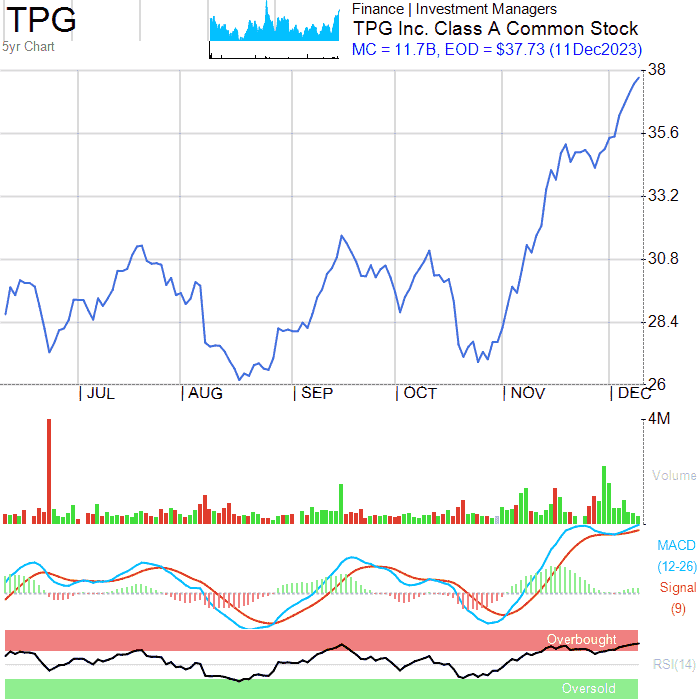 TPG
5yr Chart
Finance | Investment Managers
TPG Inc. Class A Common Stock
MC = 11.7B, EOD = $37.73 (11Dec2023)
38
35.6
33.2
30.8
28.4
26
| JUL | AUG | SEP | OCT | NOV | DEC
4M
Volume
MACD
(12-26)
Signal
(9)
Overbought
RSI(14)
Oversold